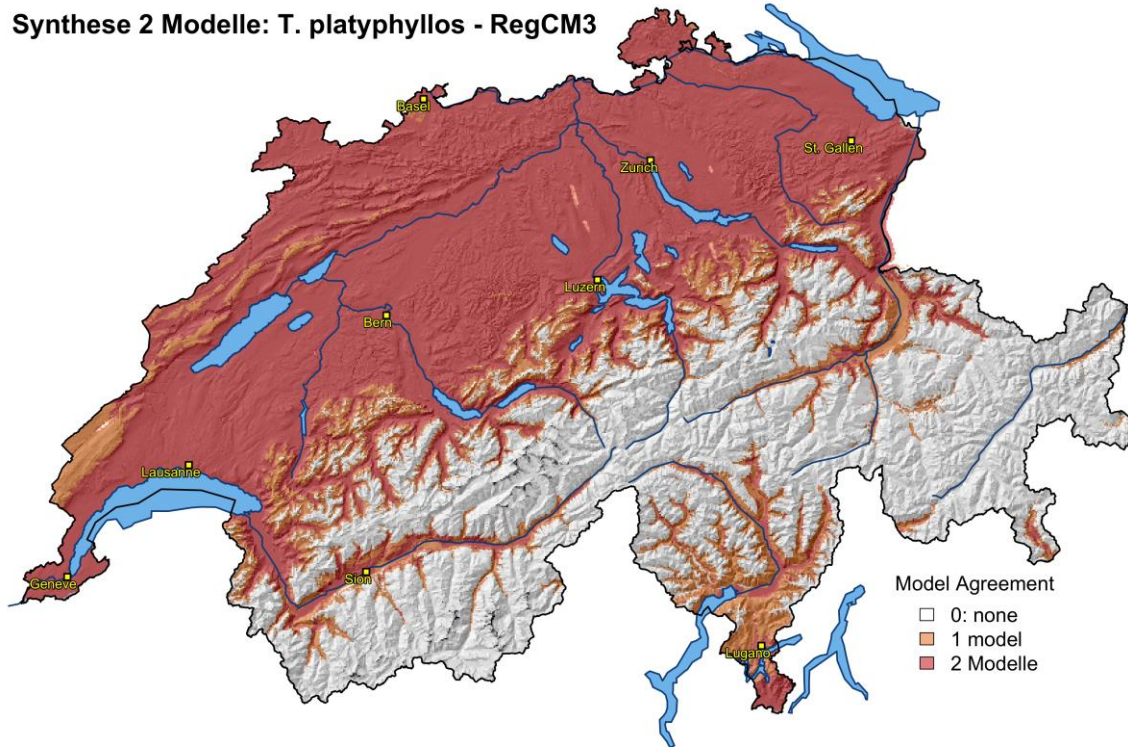 Synthese 2 Modelle: T. platyphyllos - RegCM3
Basel
St. Gallen
Zurich
Luzern
Bern
Lausanne
Geneve
Sion
Lugano
Model Agreement
0: none
1 model
2 Modelle